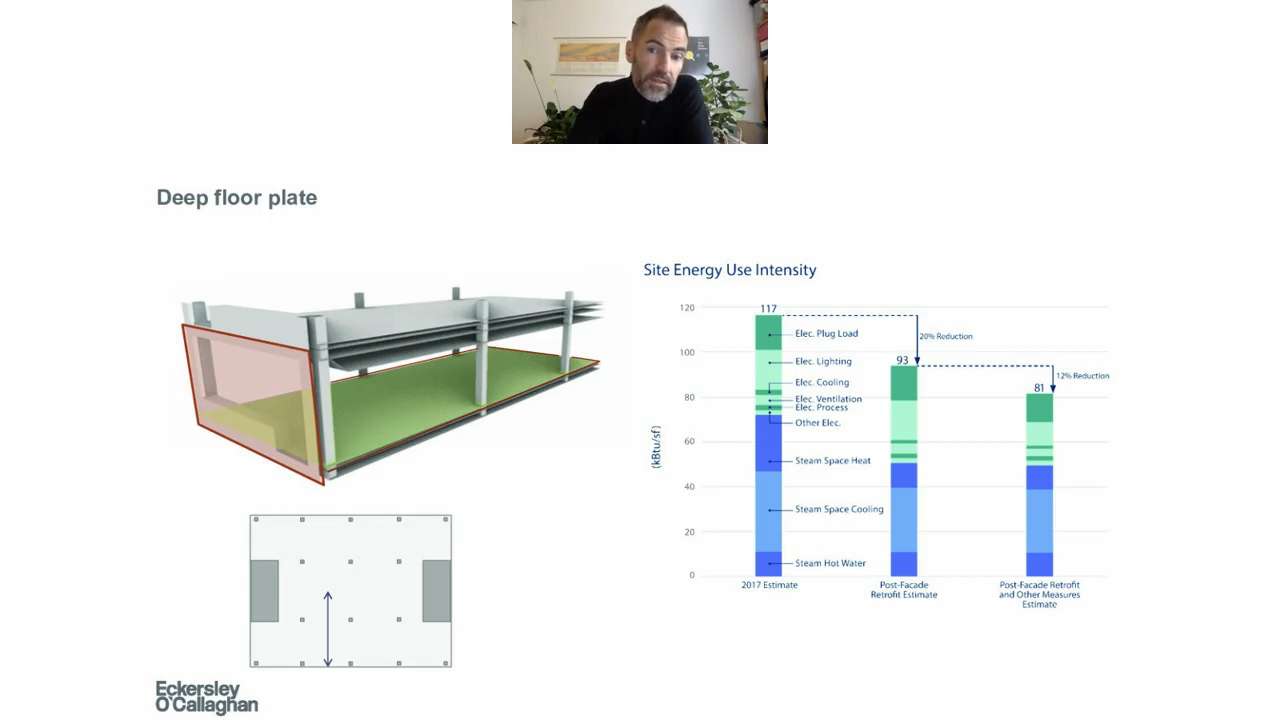 Deep floor plate
Site Energy Use Intensity
(kBtu/sf)
120
100
80
60
40
20
0
117
93
81
20% Reduction
12% Reduction
Elec. Plug Load
Elec. Lighting
Elec. Cooling
Elec. Ventilation
Elec. Process
Other Elec.
Steam Space Heat
Steam Space Cooling
Steam Hot Water
2017 Estimate
Post-Facade
Retrofit Estimate
Post-Facade Retrofit
and Other Measures
Estimate
Eckersley
O'Callaghan